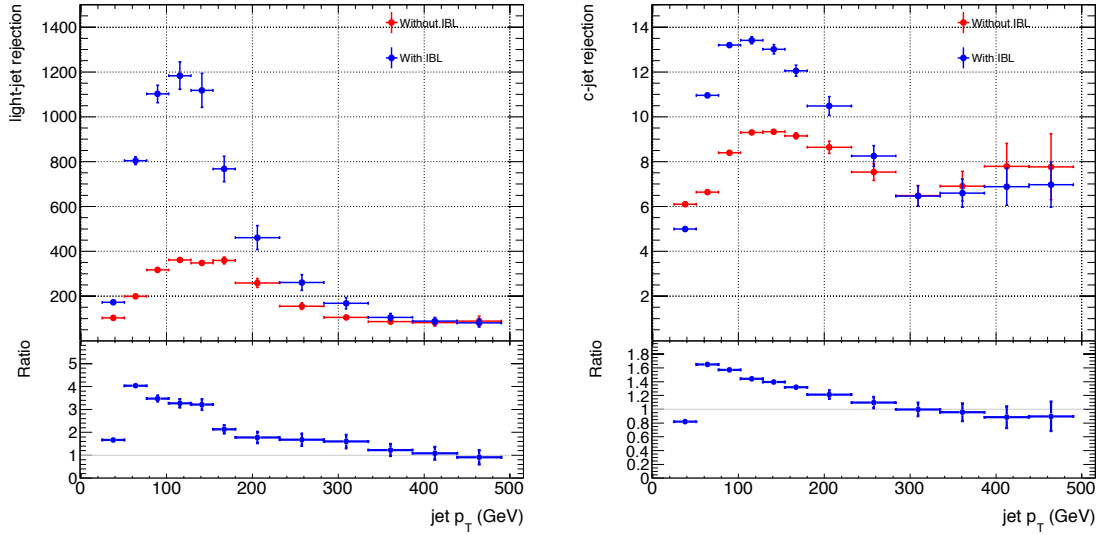 light-jet rejection
1400
1200
1000
800
600
400
200
Without IBL
With IBL
Ratio
5
4
3
2
1
0
0 100 200 300 400 500
jet p_T (GeV)
c-jet rejection
14
12
10
8
6
4
2
Without IBL
With IBL
Ratio
1.8
1.6
1.4
1.2
1
0.8
0.6
0.4
0.2
0
0 100 200 300 400 500
jet p_T (GeV)